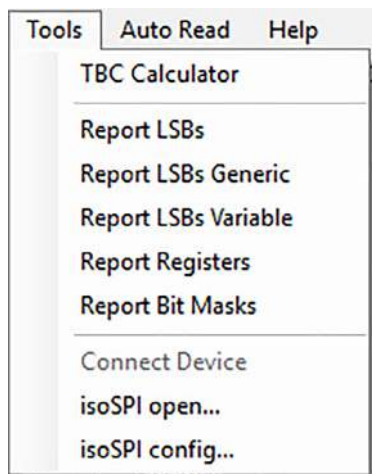 Tools Auto Read Help
TBC Calculator
Report LSBs
Report LSBs Generic
Report LSBs Variable
Report Registers
Report Bit Masks
Connect Device
isoSPI open...
isoSPI config...